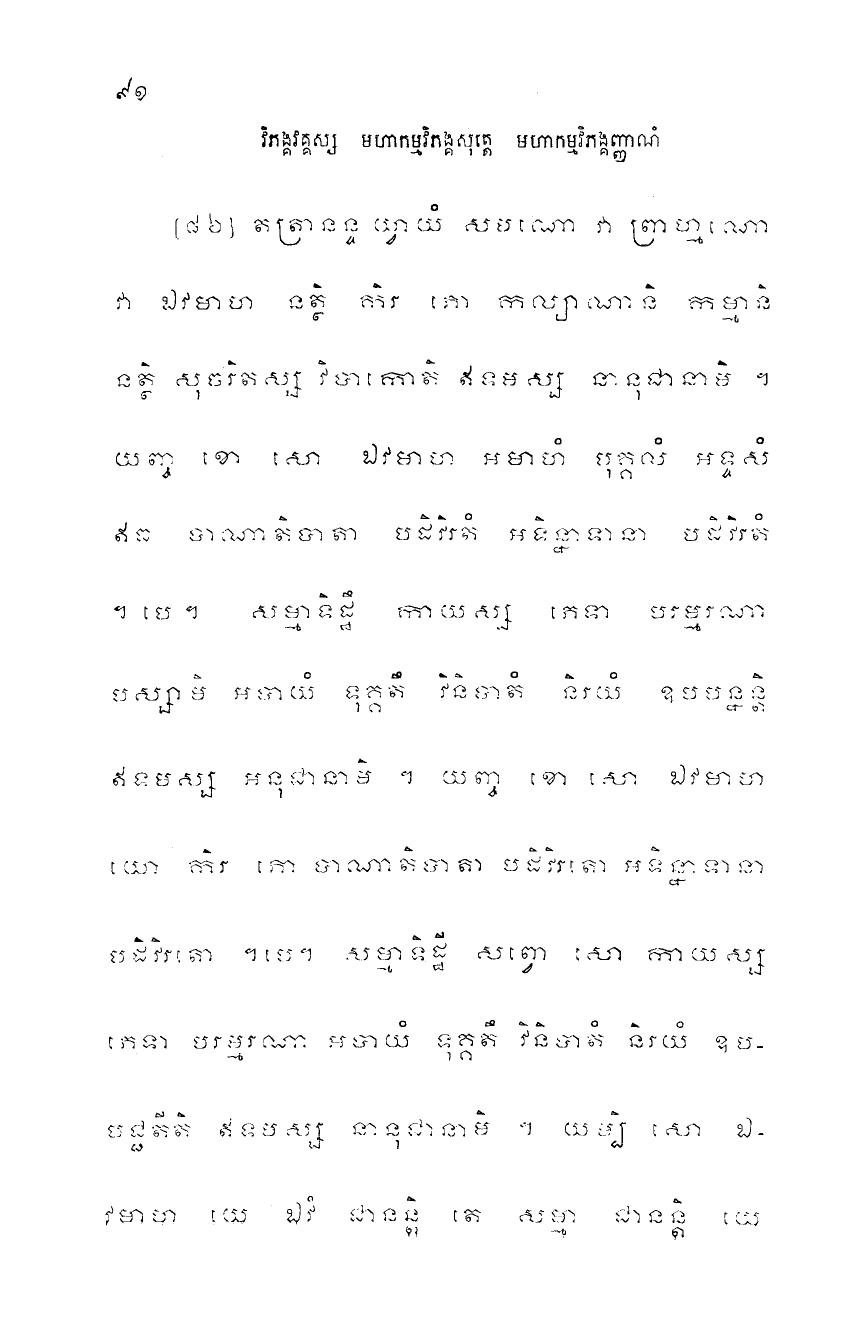 ៩១
វិភង្គវគ្គស្ស មហាកម្មវិភង្គសុត្តេ មហាកម្មវិភង្គញ្ញាណំ
[៨៦] តត្រានន្ទ យ្វាយំ សមណោ វា ព្រាហ្មណោ
វា ឯវមាហ នត្ថិ កិរ ភោ កល្យាណានិ កម្មានិ
នត្ថិ សុចរិតស្ស វិបាកោតិ ឥទមស្ស នានុជានាមិ ។
យញ្ច ខោ សោ ឯវមាហ អមាហំ បុគ្គលំ អទ្ទសំ
ឥធ បាណាតិបាតា បដិវិរតំ អទិន្នាទានា បដិវិរតំ
។ បេ ។ សម្មាទិដ្ឋឹ កាយស្ស ភេទា បរម្មរណា
បស្សាមិ អបាយំ ទុគ្គតឹ វិនិបាតំ និរយំ ឧបបន្នន្តិ
ឥទមស្ស អនុជានាមិ ។ យញ្ច ខោ សោ ឯវមាហ
យោ កិរ ភោ បាណាតិបាតា បដិវិរតោ អទិន្នាទានា
បដិវិរតោ ។បេ។ សម្មាទិដ្ឋី សព្វោ សោ កាយស្ស
ភេទា បរម្មរណា អបាយំ ទុគ្គតឹ វិនិបាតំ និរយំ ឧប-
បជ្ជតីតិ ឥទមស្ស នានុជានាមិ ។ យម្បិ សោ ឯ-
វមាហ យេ ឯវំ ជានន្តិ តេ សម្មា ជានន្តិ យេ